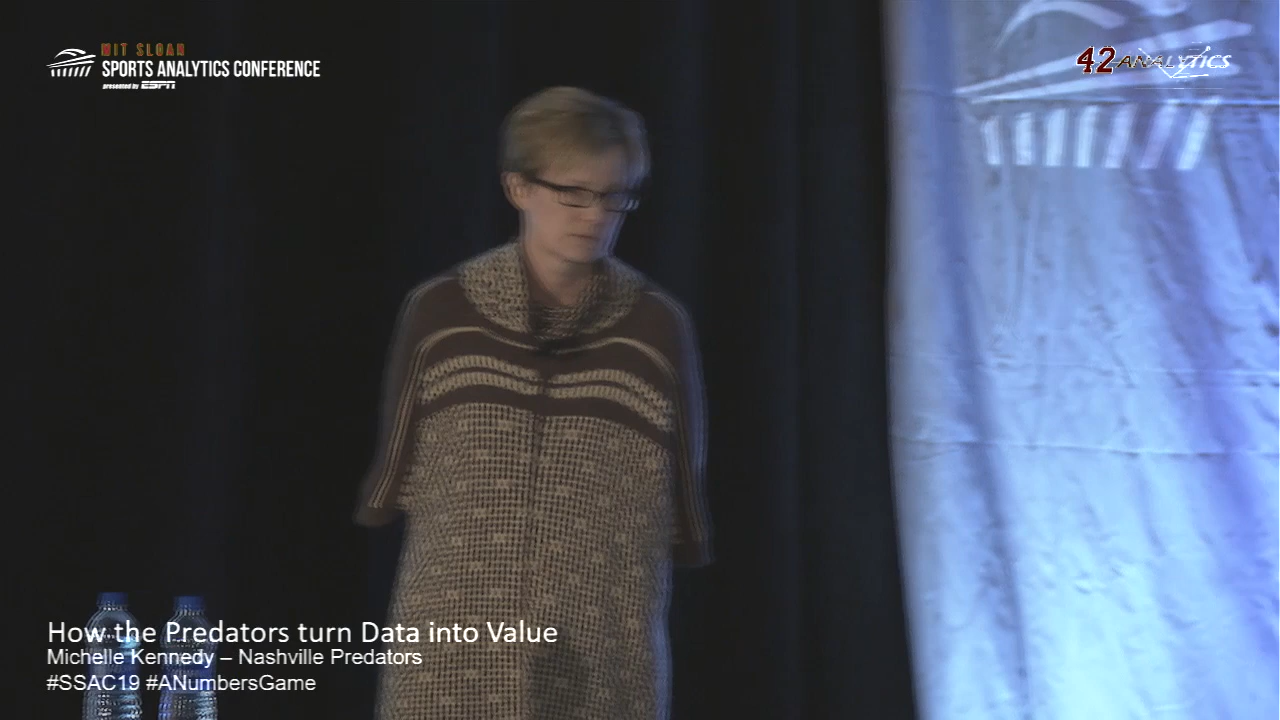 MIT SLOAN
SPORTS ANALYTICS CONFERENCE
presented by ESPN
42 ANALYTICS
How the Predators turn Data into Value
Michelle Kennedy – Nashville Predators
#SSAC19 #ANumbersGame